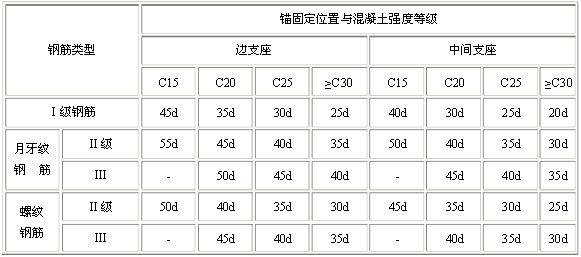 钢筋类型 锚固定位置与混凝土强度等级
边支座 中间支座
C15 C20 C25 ≥C30 C15 C20 C25 ≥C30
I 级钢筋 45d 35d 30d 25d 40d 30d 25d 20d
月牙纹钢 筋 II 级 55d 45d 40d 35d 50d 40d 35d 30d
III - 50d 45d 40d - 45d 40d 35d
螺纹钢筋 II 级 50d 40d 35d 30d 45d 35d 30d 25d
III - 45d 40d 35d - 40d 35d 30d